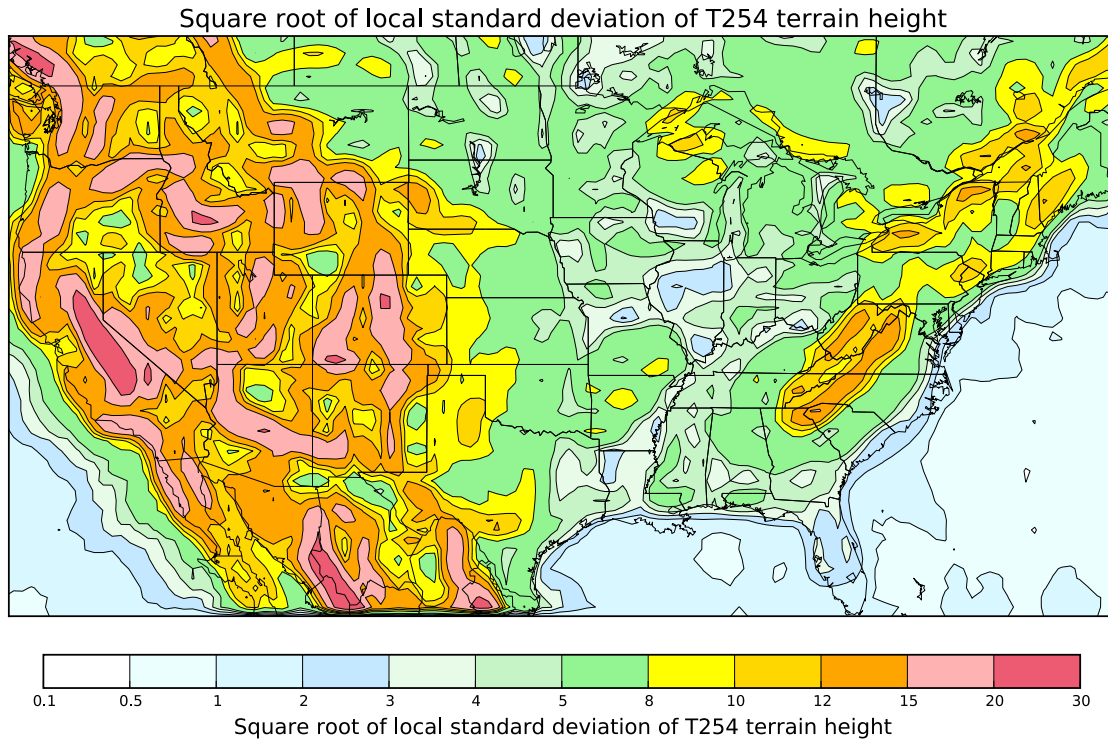 Square root of local standard deviation of T254 terrain height
0.1 0.5 1 2 3 4 5 8 10 12 15 20 30
Square root of local standard deviation of T254 terrain height